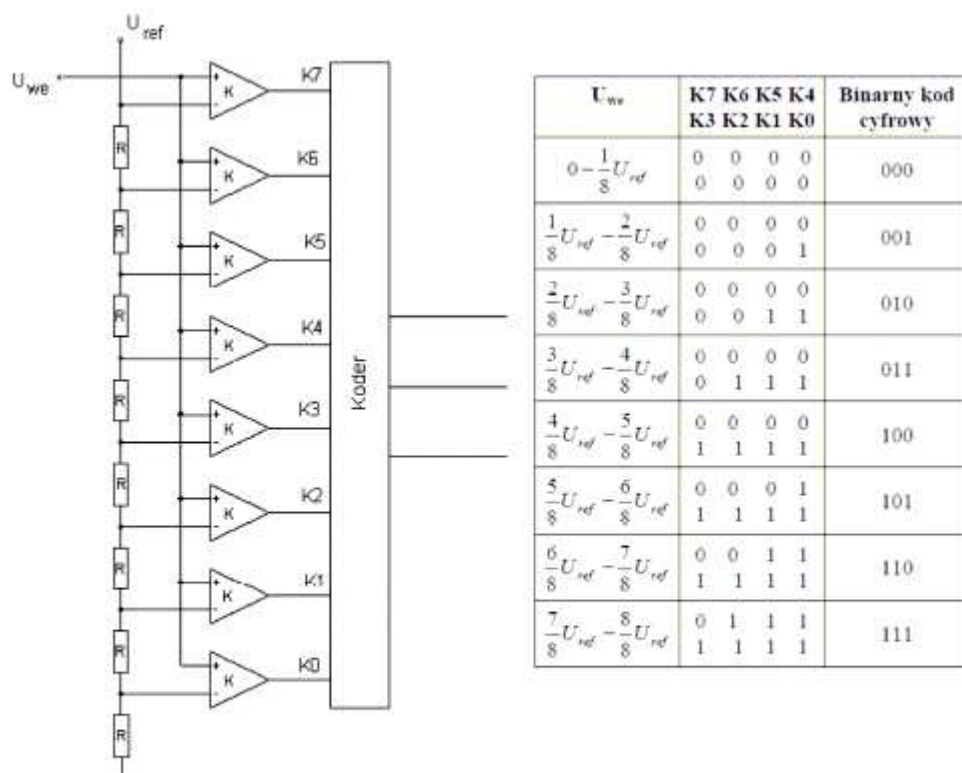 U ref
U we
K7
K6
K5
K4
K3
K2
K1
K0
+
-
K
+
-
K
+
-
K
+
-
K
+
-
K
+
-
K
+
-
K
+
-
K
R
R
R
R
R
R
R
R
Koder
U we K7 K6 K5 K4 Binarny kod
K3 K2 K1 K0 cyfrowy
0 – 1/8 U ref 0 0 0 0 000
0 0 0 0
1/8 U ref – 2/8 U ref 0 0 0 0 001
0 0 0 1
2/8 U ref – 3/8 U ref 0 0 0 0 010
0 0 1 1
3/8 U ref – 4/8 U ref 0 0 0 0 011
0 1 1 1
4/8 U ref – 5/8 U ref 0 0 0 0 100
1 1 1 1
5/8 U ref – 6/8 U ref 0 0 0 1 101
1 1 1 1
6/8 U ref – 7/8 U ref 0 0 1 1 110
1 1 1 1
7/8 U ref – 8/8 U ref 0 1 1 1 111
1 1 1 1